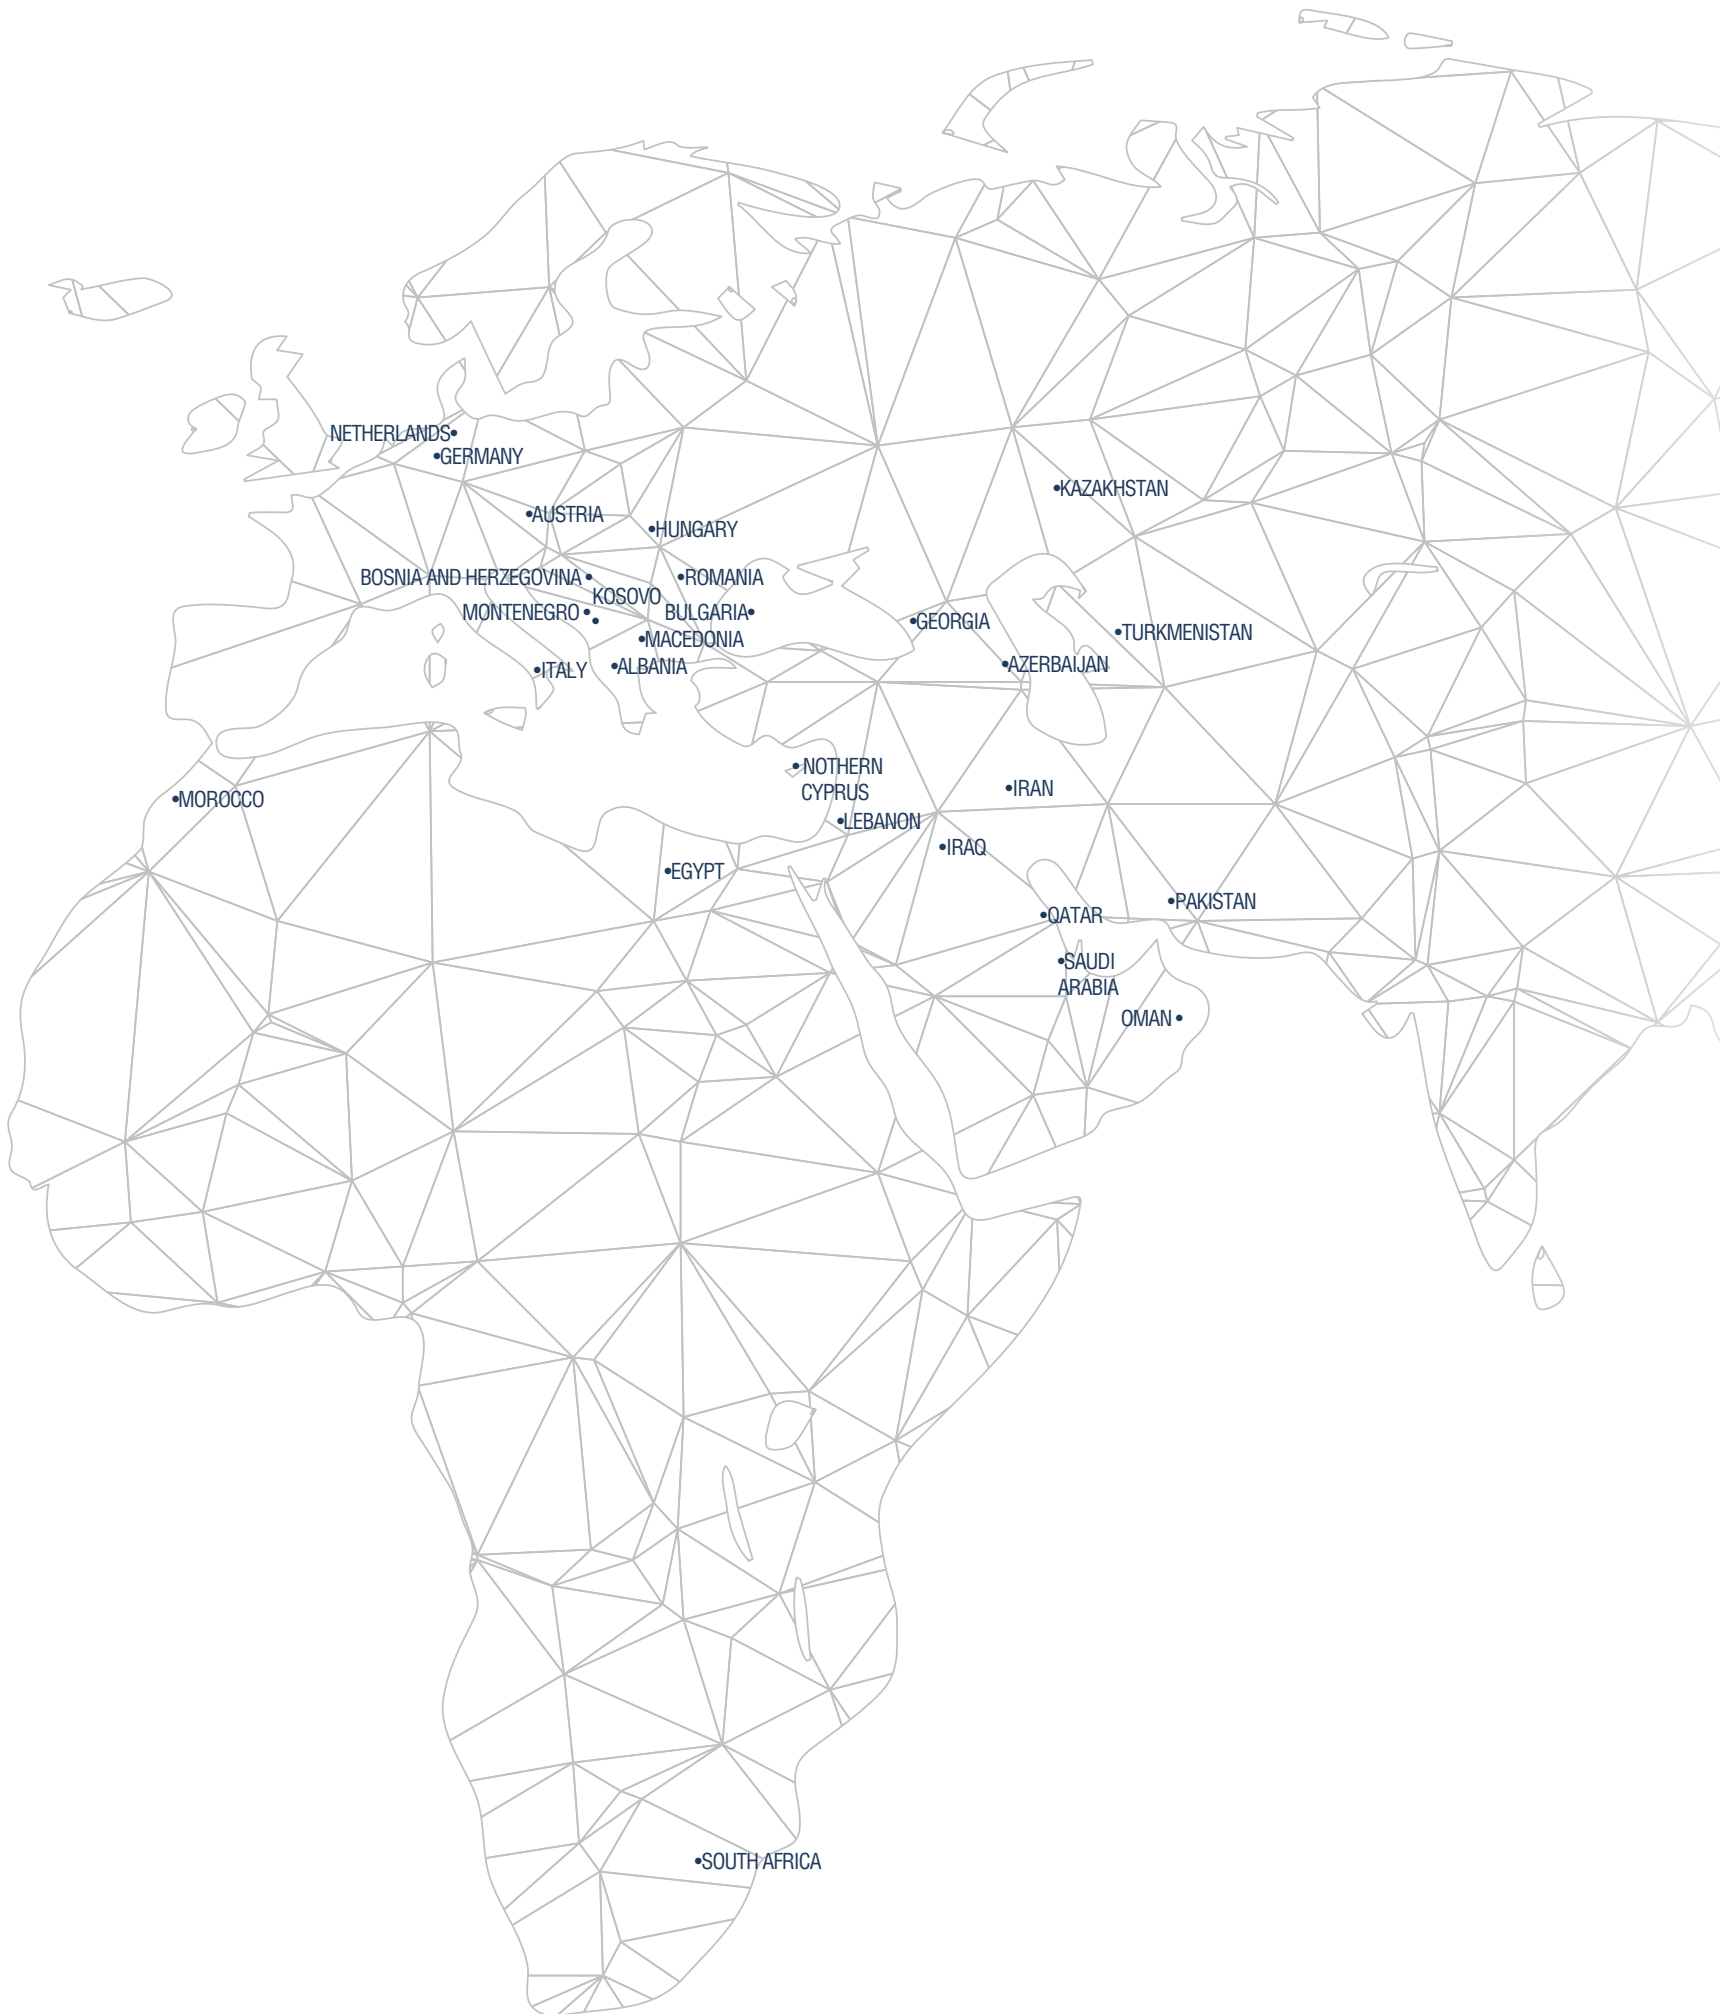 NETHERLANDS
GERMANY
KAZAKHSTAN
AUSTRIA
HUNGARY
BOSNIA AND HERZEGOVINA
ROMANIA
KOSOVO
MONTENEGRO
BULGARIA
GEORGIA
TURKMENISTAN
MACEDONIA
AZERBAIJAN
ITALY
ALBANIA
NOTHERN
CYPRUS
IRAN
MOROCCO
LEBANON
IRAQ
EGYPT
PAKISTAN
QATAR
SAUDI
ARABIA
OMAN
SOUTH AFRICA